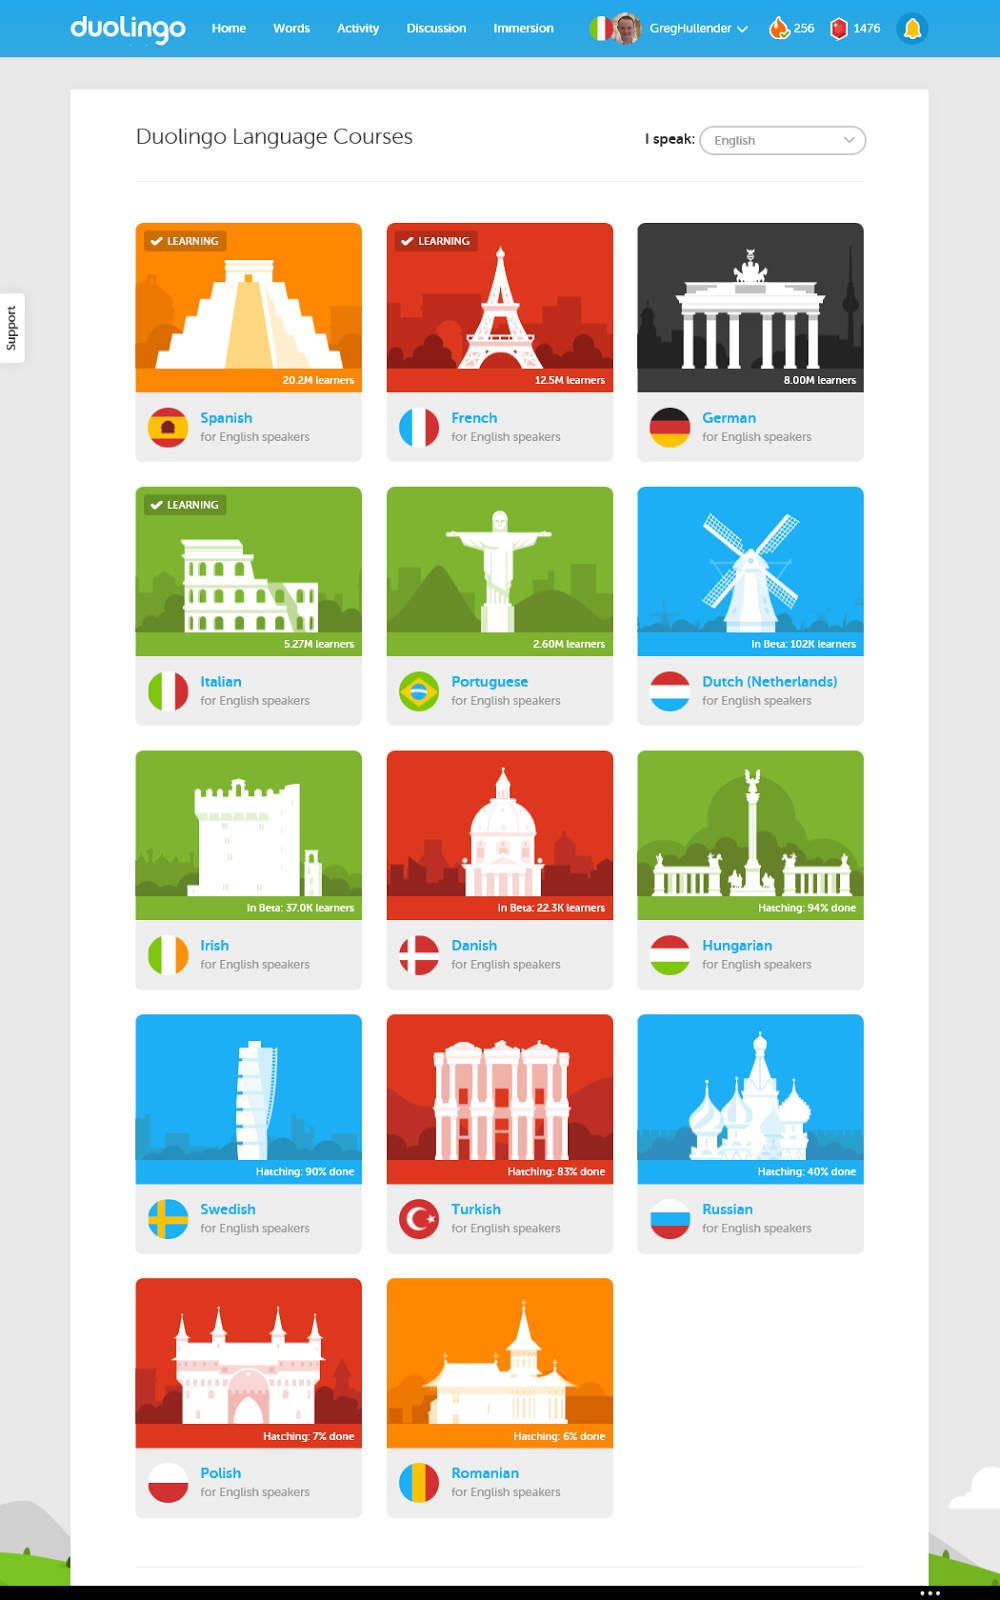 duolingo
Home Words Activity Discussion Immersion GregHullender 256 1476
Duolingo Language Courses
I speak: English
Support
LEARNING
20.2M learners
Spanish
for English speakers
LEARNING
12.5M learners
French
for English speakers
8.00M learners
German
for English speakers
LEARNING
5.27M learners
Italian
for English speakers
2.60M learners
Portuguese
for English speakers
In Beta: 102K learners
Dutch (Netherlands)
for English speakers
In Beta: 37.0K learners
Irish
for English speakers
In Beta: 22.3K learners
Danish
for English speakers
Hatching: 94% done
Hungarian
for English speakers
Hatching: 90% done
Swedish
for English speakers
Hatching: 83% done
Turkish
for English speakers
Hatching: 40% done
Russian
for English speakers
Hatching: 7% done
Polish
for English speakers
Hatching: 6% done
Romanian
for English speakers